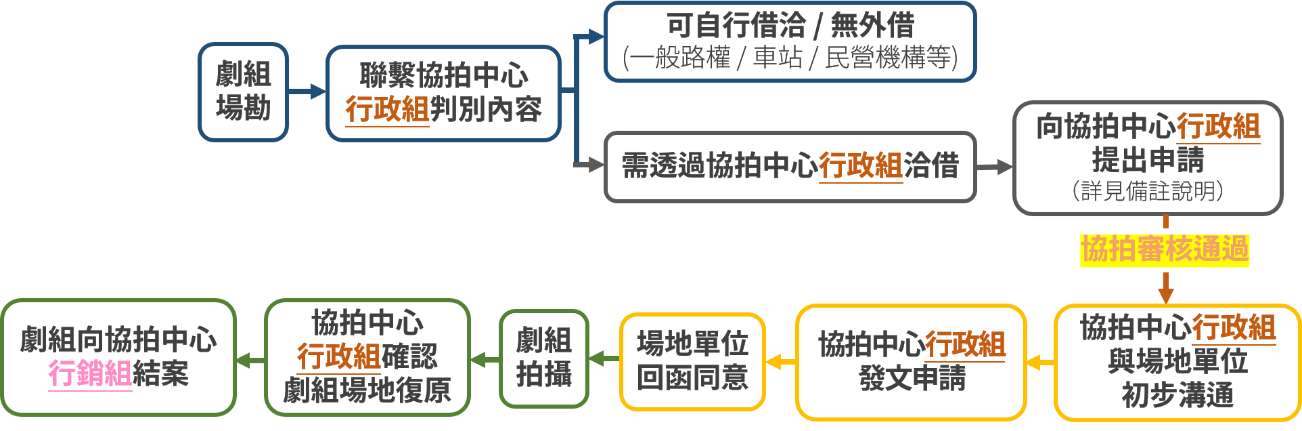 劇組
場勘
聯繫協拍中心
行政組判別內容
可自行借洽 / 無外借
(一般路權 / 車站 / 民營機構等)
需透過協拍中心行政組洽借
向協拍中心行政組
提出申請
（詳見備註說明）
協拍審核通過
協拍中心行政組
與場地單位
初步溝通
協拍中心行政組
發文申請
場地單位
回函同意
劇組
拍攝
協拍中心
行政組確認
劇組場地復原
劇組向協拍中心
行銷組結案